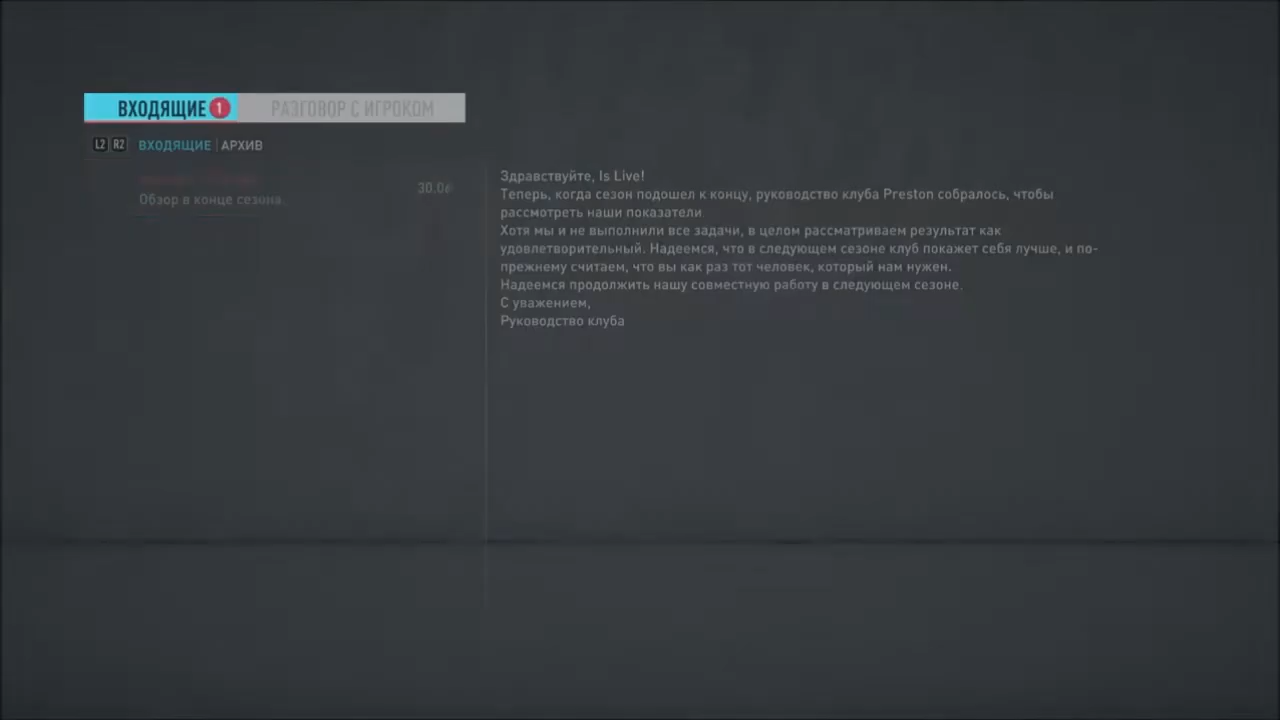 ВХОДЯЩИЕ 1 РАЗГОВОР С ИГРОКОМ
L2 R2 ВХОДЯЩИЕ | АРХИВ
Обзор в конце сезона.
30.06
Здравствуйте, Is Live!
Теперь, когда сезон подошел к концу, руководство клуба Preston собралось, чтобы
рассмотреть наши показатели.
Хотя мы и не выполнили все задачи, в целом рассматриваем результат как
удовлетворительный. Надеемся, что в следующем сезоне клуб покажет себя лучше, и по-
прежнему считаем, что вы как раз тот человек, который нам нужен.
Надеемся продолжить нашу совместную работу в следующем сезоне.
С уважением,
Руководство клуба